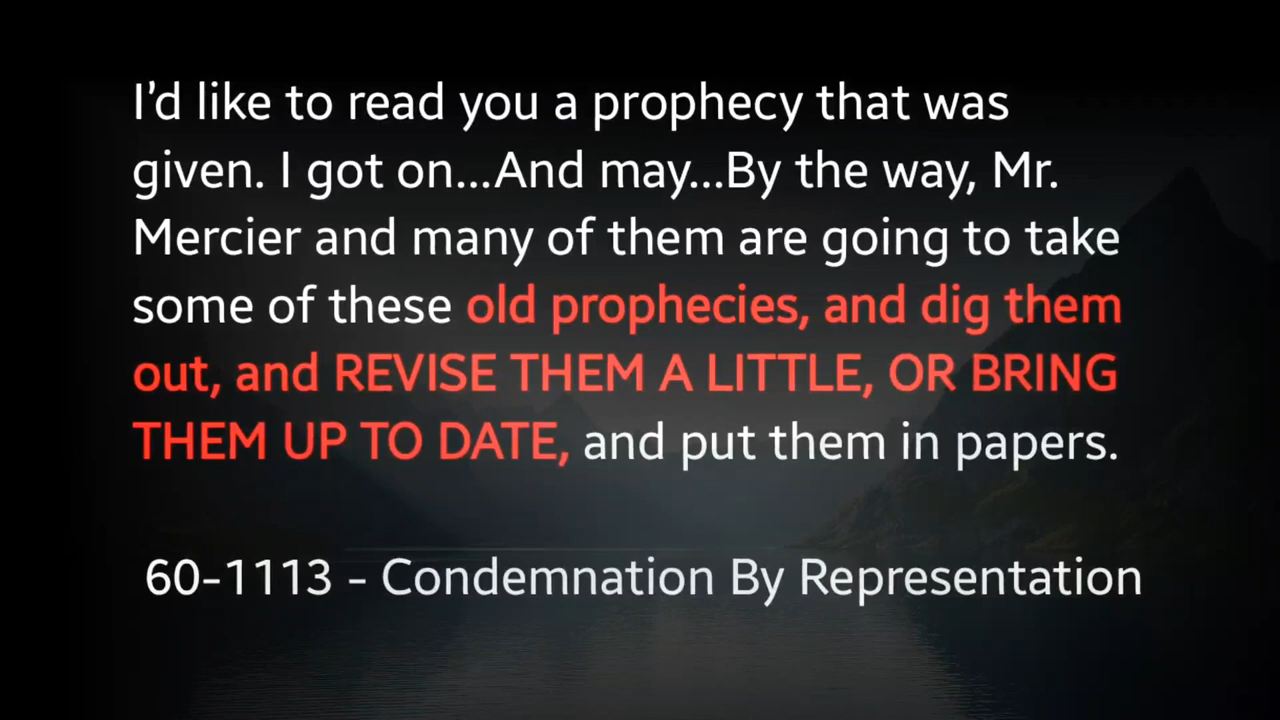 I'd like to read you a prophecy that was
given. I got on...And may...By the way, Mr.
Mercier and many of them are going to take
some of these old prophecies, and dig them
out, and REVISE THEM A LITTLE, OR BRING
THEM UP TO DATE, and put them in papers.
60-1113 - Condemnation By Representation